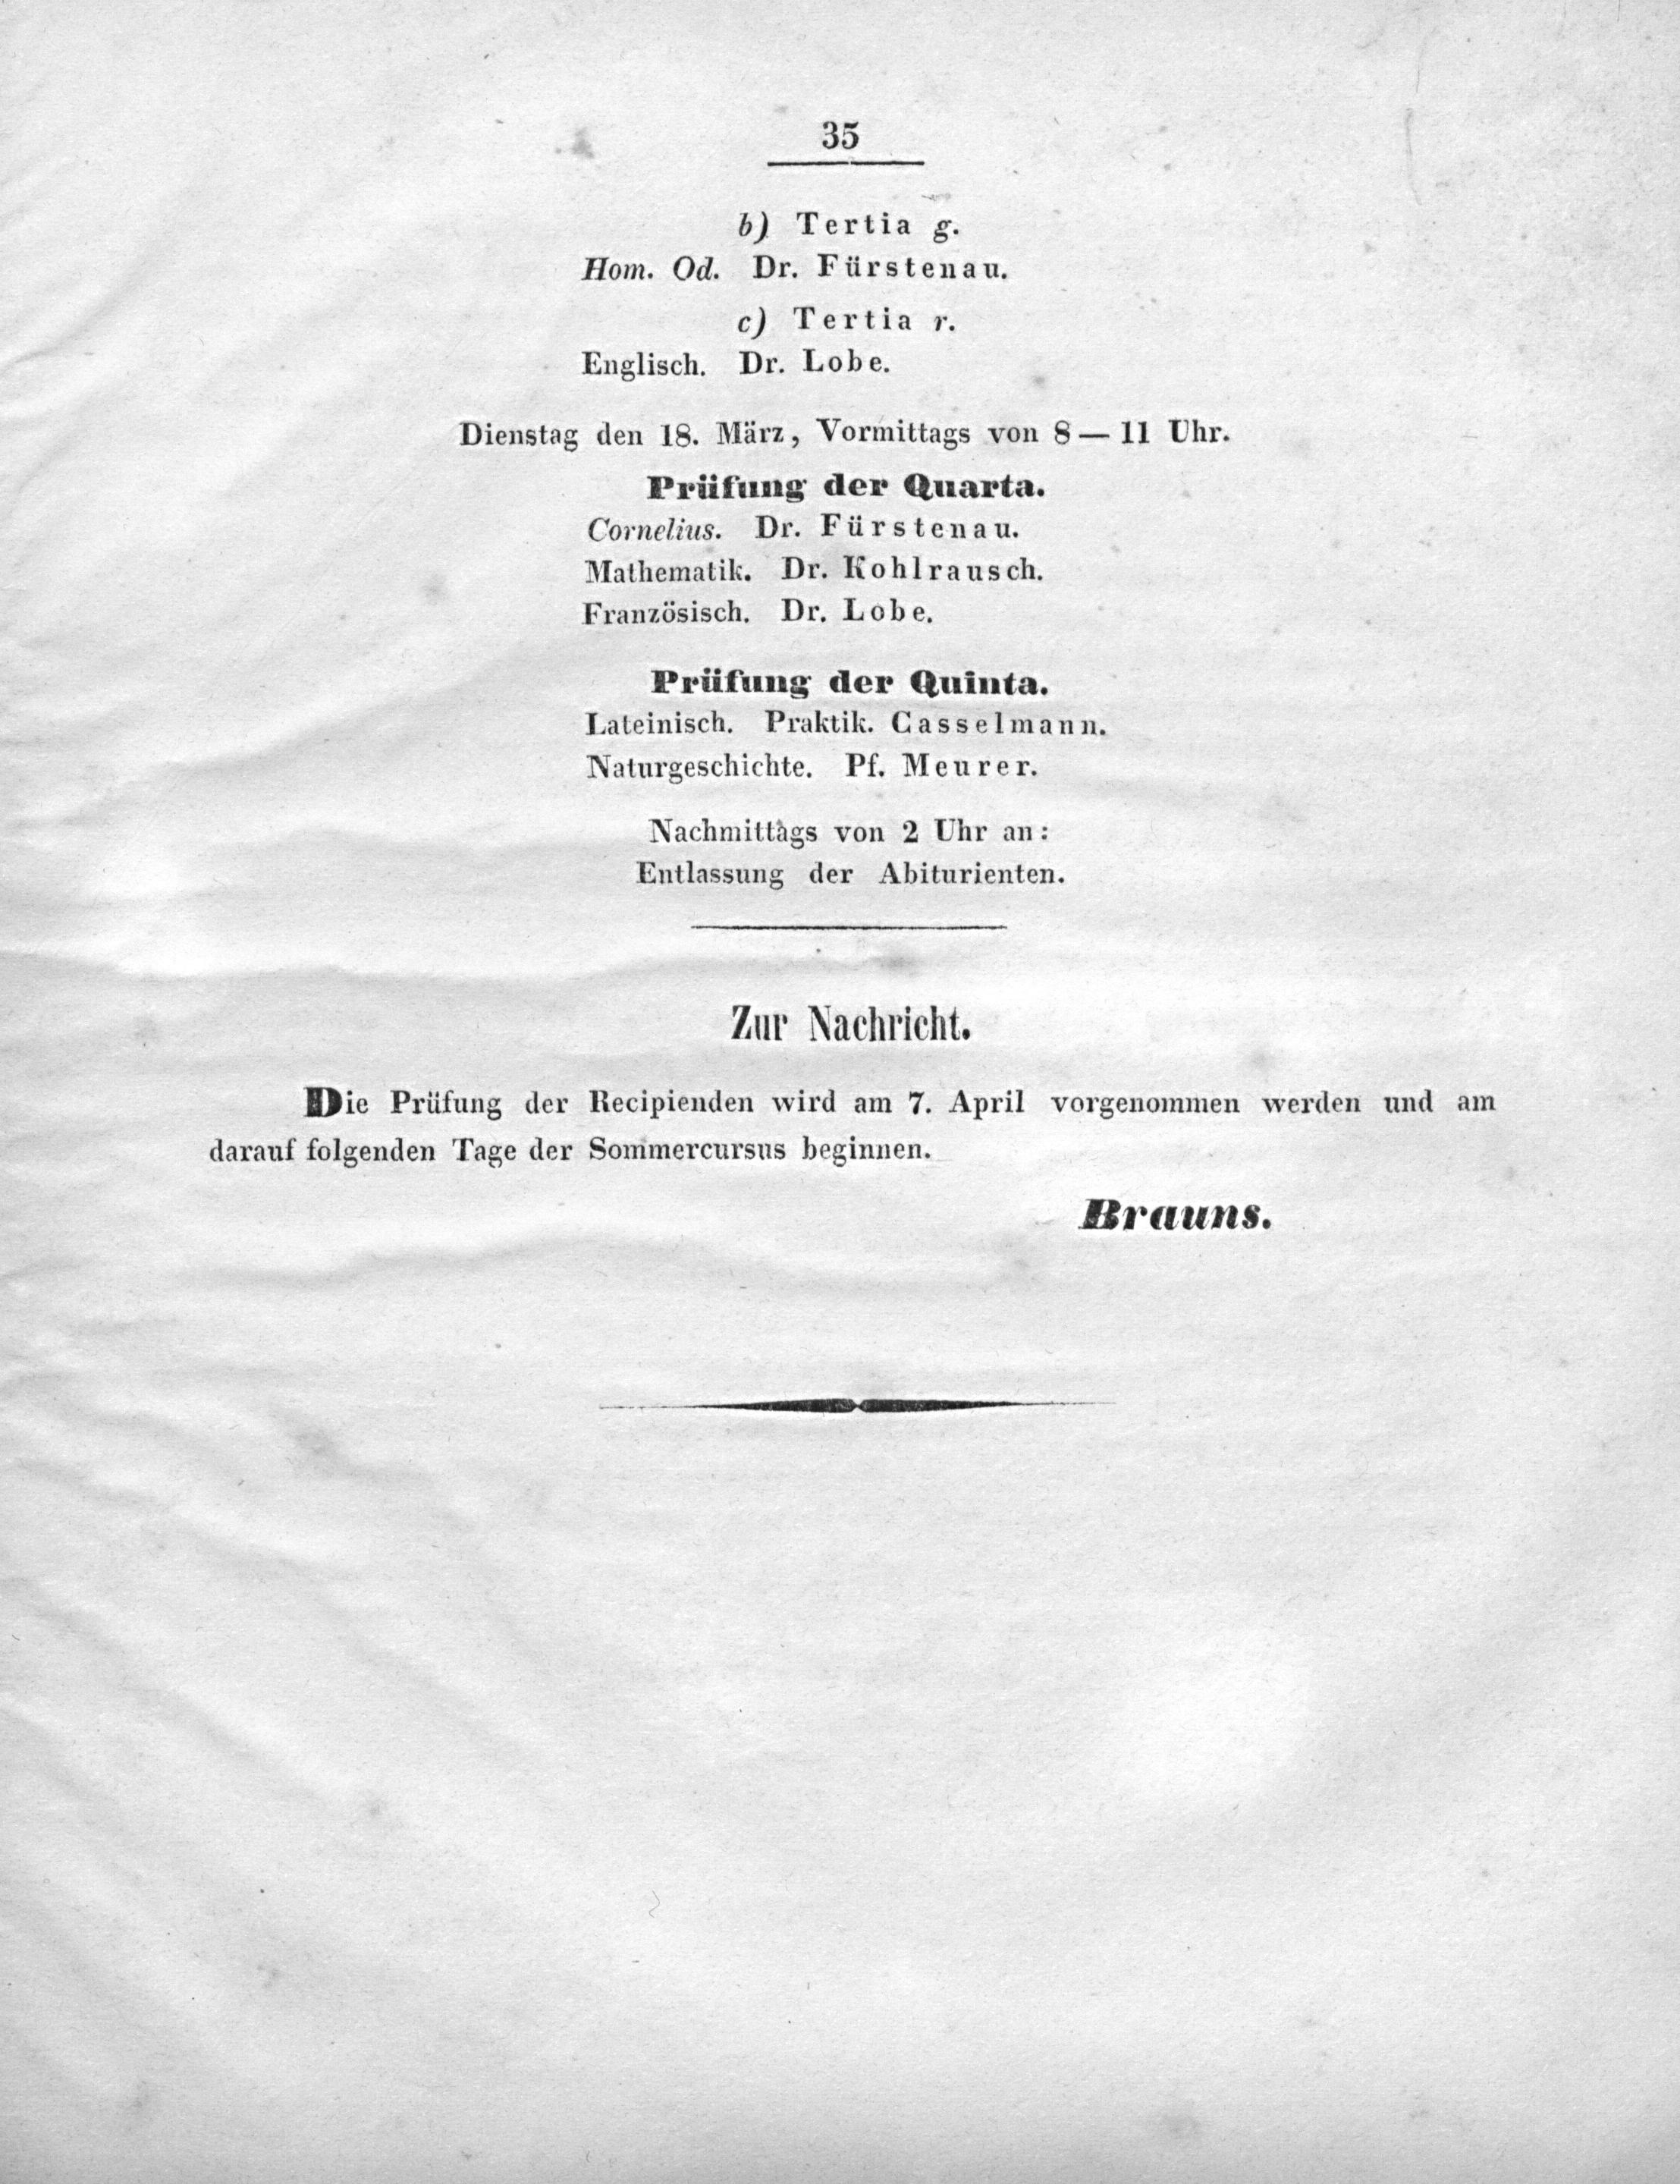 35
b) Tertia g.
Hom. Od. Dr. Fürstenau.
c) Tertia r.
Englisch. Dr. Lobe.
Dienstag den 18. März, Vormittags von 8 — 11 Uhr.
Prüfung der Quarta.
Cornelius. Dr. Fürstenau.
Mathematik. Dr. Kohlrausch.
Französisch. Dr. Lobe.
Prüfung der Quinta.
Lateinisch. Praktik. Casselmann.
Naturgeschichte. Pf. Meurer.
Nachmittags von 2 Uhr an:
Entlassung der Abiturienten.
Zur Nachricht.
Die Prüfung der Recipienden wird am 7. April vorgenommen werden und am
darauf folgenden Tage der Sommercursus beginnen.
Brauns.